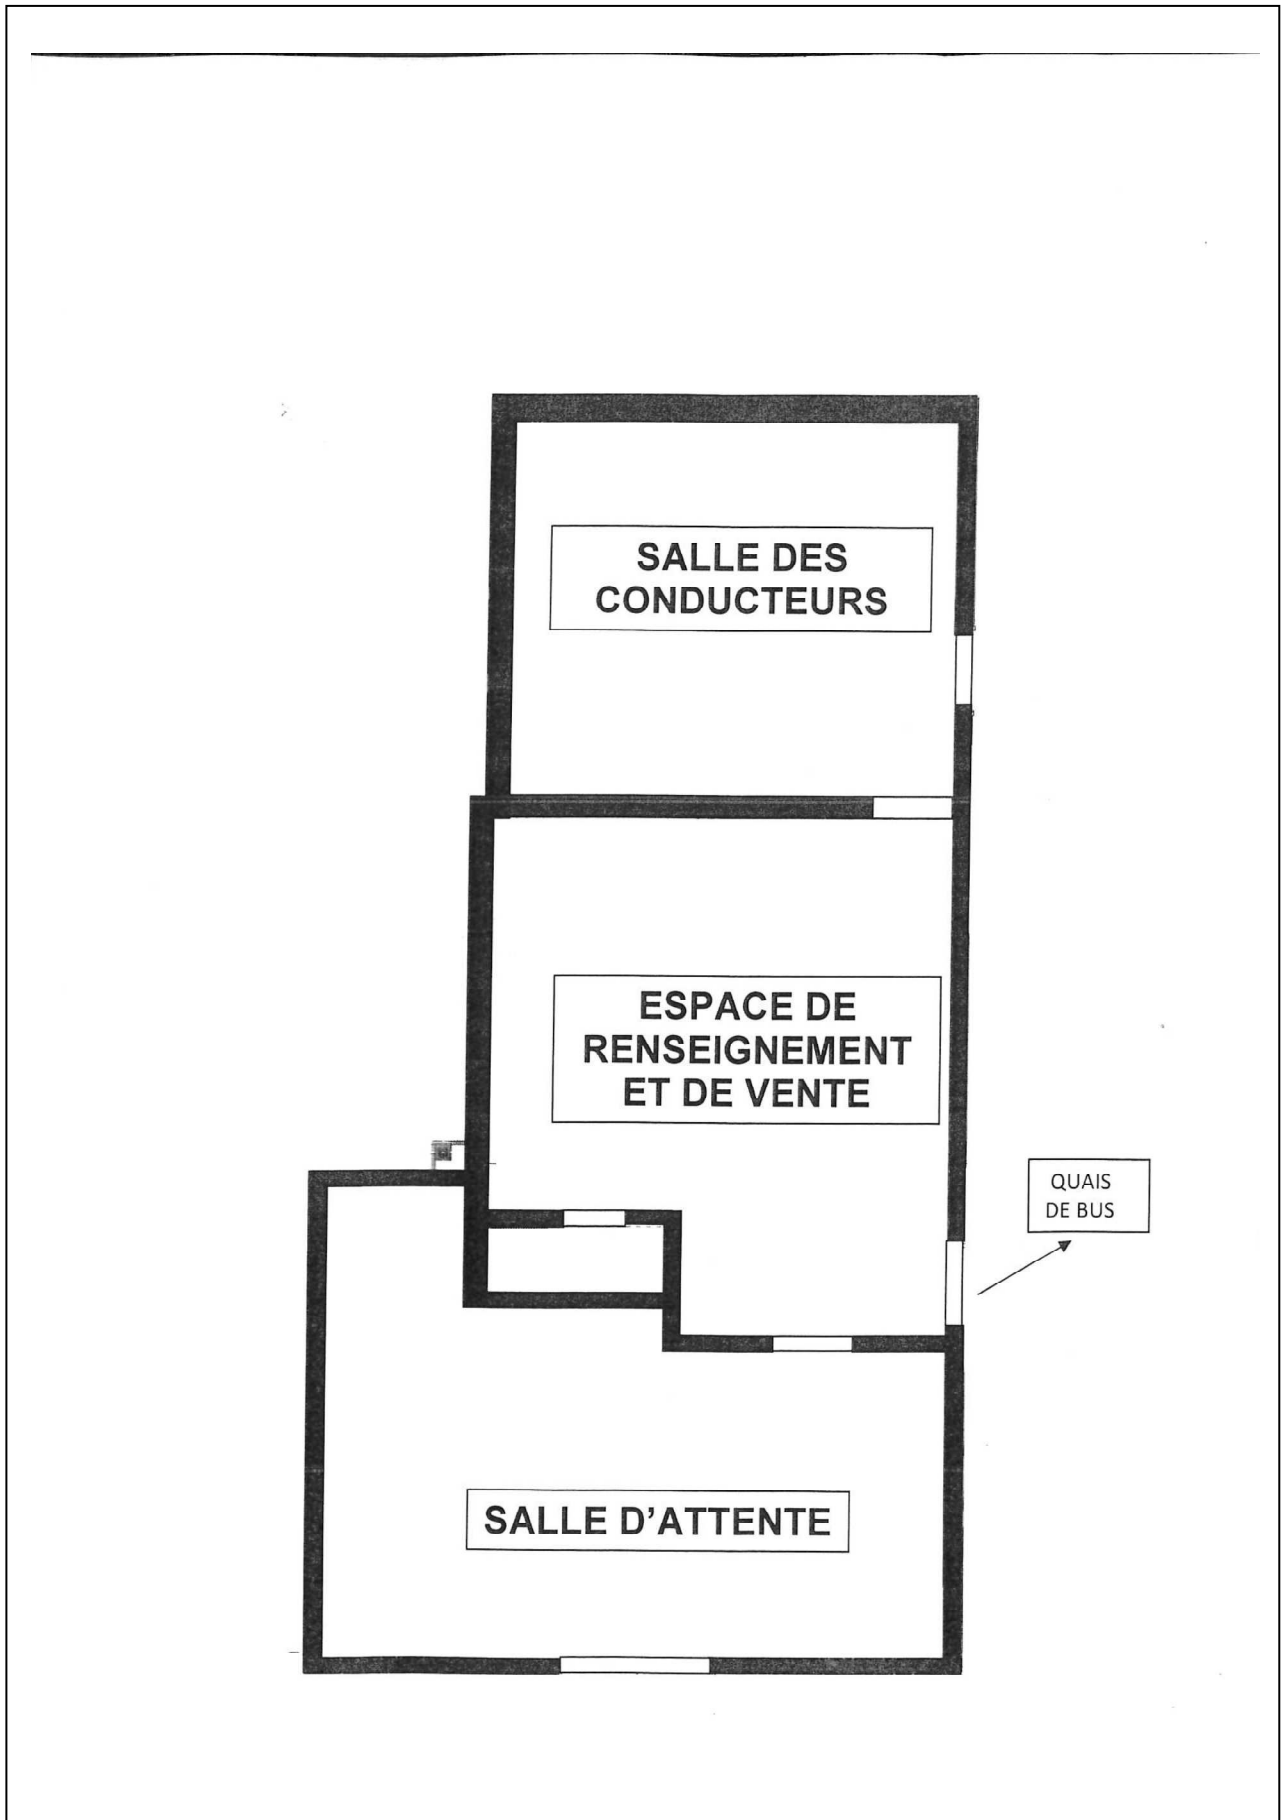 SALLE DES
CONDUCTEURS
ESPACE DE
RENSEIGNEMENT
ET DE VENTE
QUAIS
DE BUS
SALLE D’ATTENTE